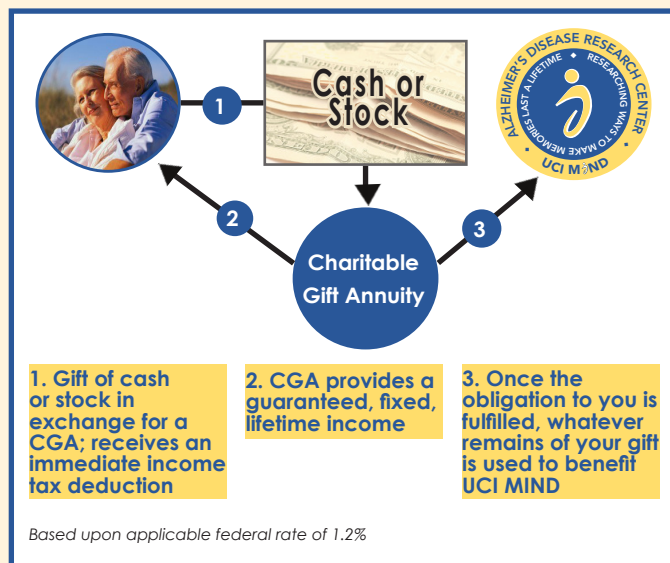 1
Cash or
Stock
ALZHEIMER'S DISEASE RESEARCH CENTER
RESEARCHING WAYS TO MAKE MEMORIES LAST A LIFETIME
UCI MIND
2
3
Charitable
Gift Annuity
1. Gift of cash
or stock in
exchange for a
CGA; receives an
immediate income
tax deduction
2. CGA provides a
guaranteed, fixed,
lifetime income
3. Once the
obligation to you is
fulfilled, whatever
remains of your gift
is used to benefit
UCI MIND
Based upon applicable federal rate of 1.2%